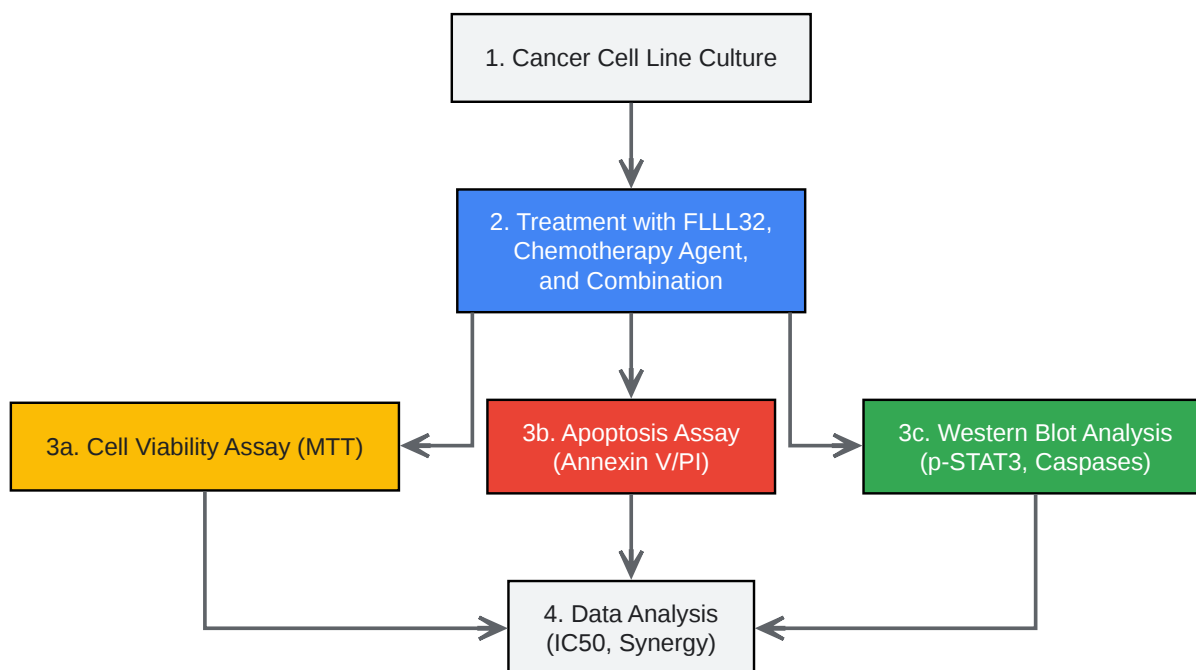 1. Cancer Cell Line Culture
2. Treatment with FLLL32,
Chemotherapy Agent,
and Combination
3a. Cell Viability Assay (MTT)
3b. Apoptosis Assay
(Annexin V/PI)
3c. Western Blot Analysis
(p-STAT3, Caspases)
4. Data Analysis
(IC50, Synergy)